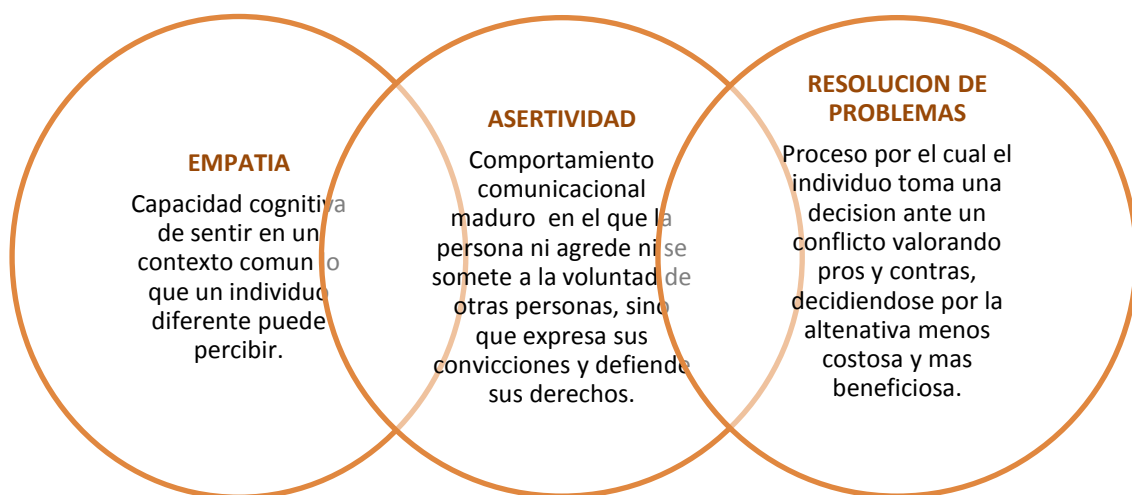 EMPATIA
Capacidad cognitiva
de sentir en un
contexto comun lo
que un individuo
diferente puede
percibir.
ASERTIVIDAD
Comportamiento
comunicacional
maduro  en el que la
persona ni agrede ni se
somete a la voluntad de
otras personas, sino
que expresa sus
convicciones y defiende
sus derechos.
RESOLUCION DE
PROBLEMAS
Proceso por el cual el
individuo toma una
decision ante un
conflicto valorando
pros y contras,
decidiendose por la
altenativa menos
costosa y mas
beneficiosa.